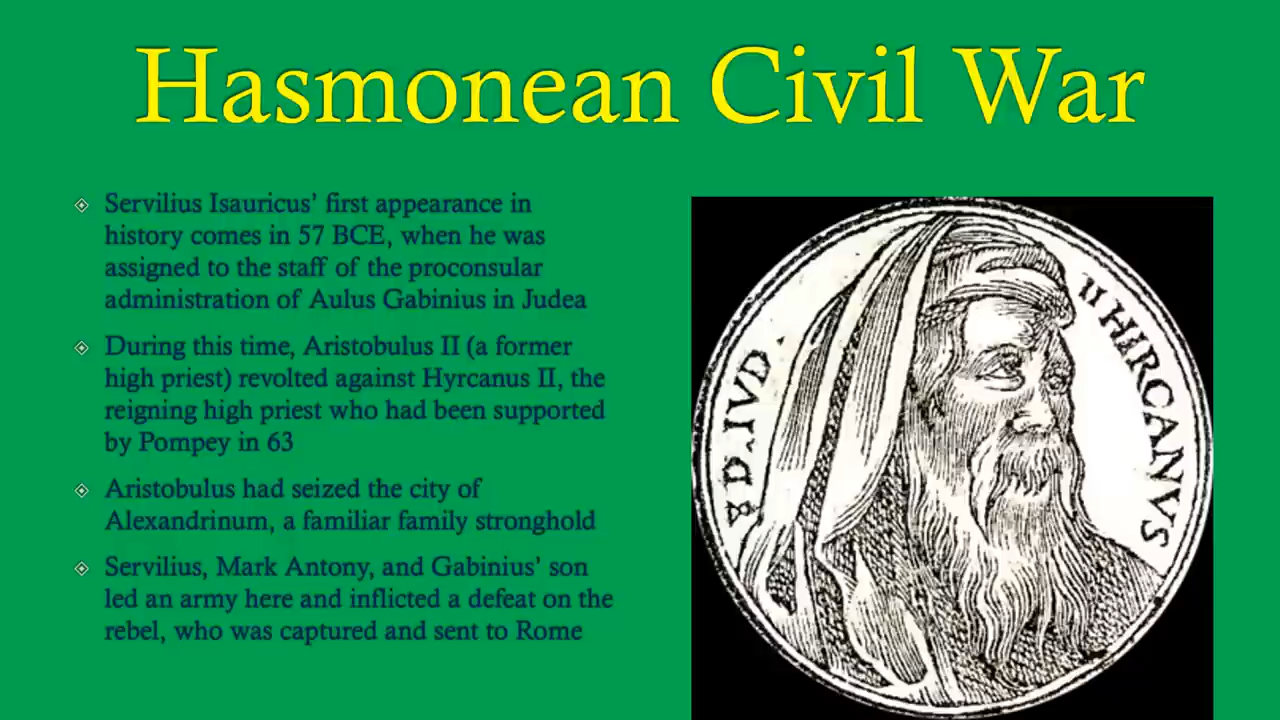 Hasmonean Civil War
Servilius Isauricus’ first appearance in
history comes in 57 BCE, when he was
assigned to the staff of the proconsular
administration of Aulus Gabinius in Judea
During this time, Aristobulus II (a former
high priest) revolted against Hyrcanus II, the
reigning high priest who had been supported
by Pompey in 63
Aristobulus had seized the city of
Alexandrinum, a familiar family stronghold
Servilius, Mark Antony, and Gabinius’ son
led an army here and inflicted a defeat on the
rebel, who was captured and sent to Rome
D. IVD.
II HIRCANVS